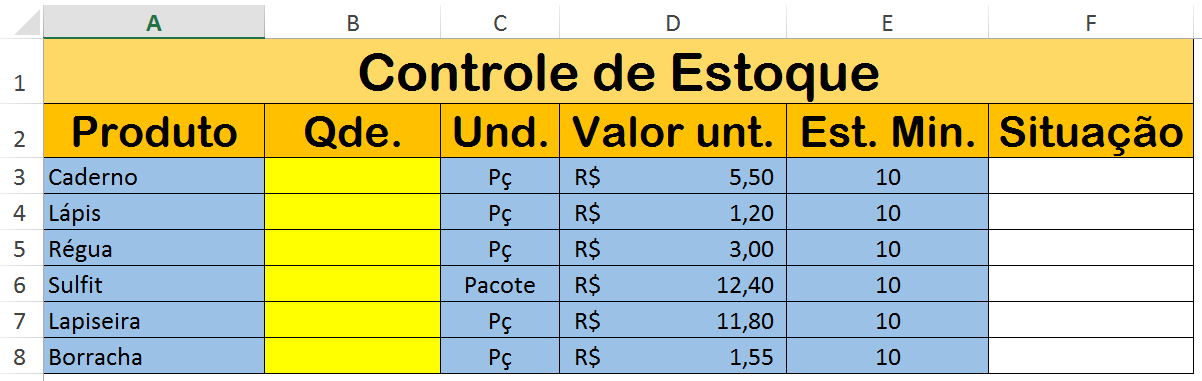 A B C D E F
1 Controle de Estoque
2 Produto Qde. Und. Valor unt. Est. Min. Situação
3 Caderno Pç R$ 5,50 10
4 Lápis Pç R$ 1,20 10
5 Régua Pç R$ 3,00 10
6 Sulfit Pacote R$ 12,40 10
7 Lapiseira Pç R$ 11,80 10
8 Borracha Pç R$ 1,55 10